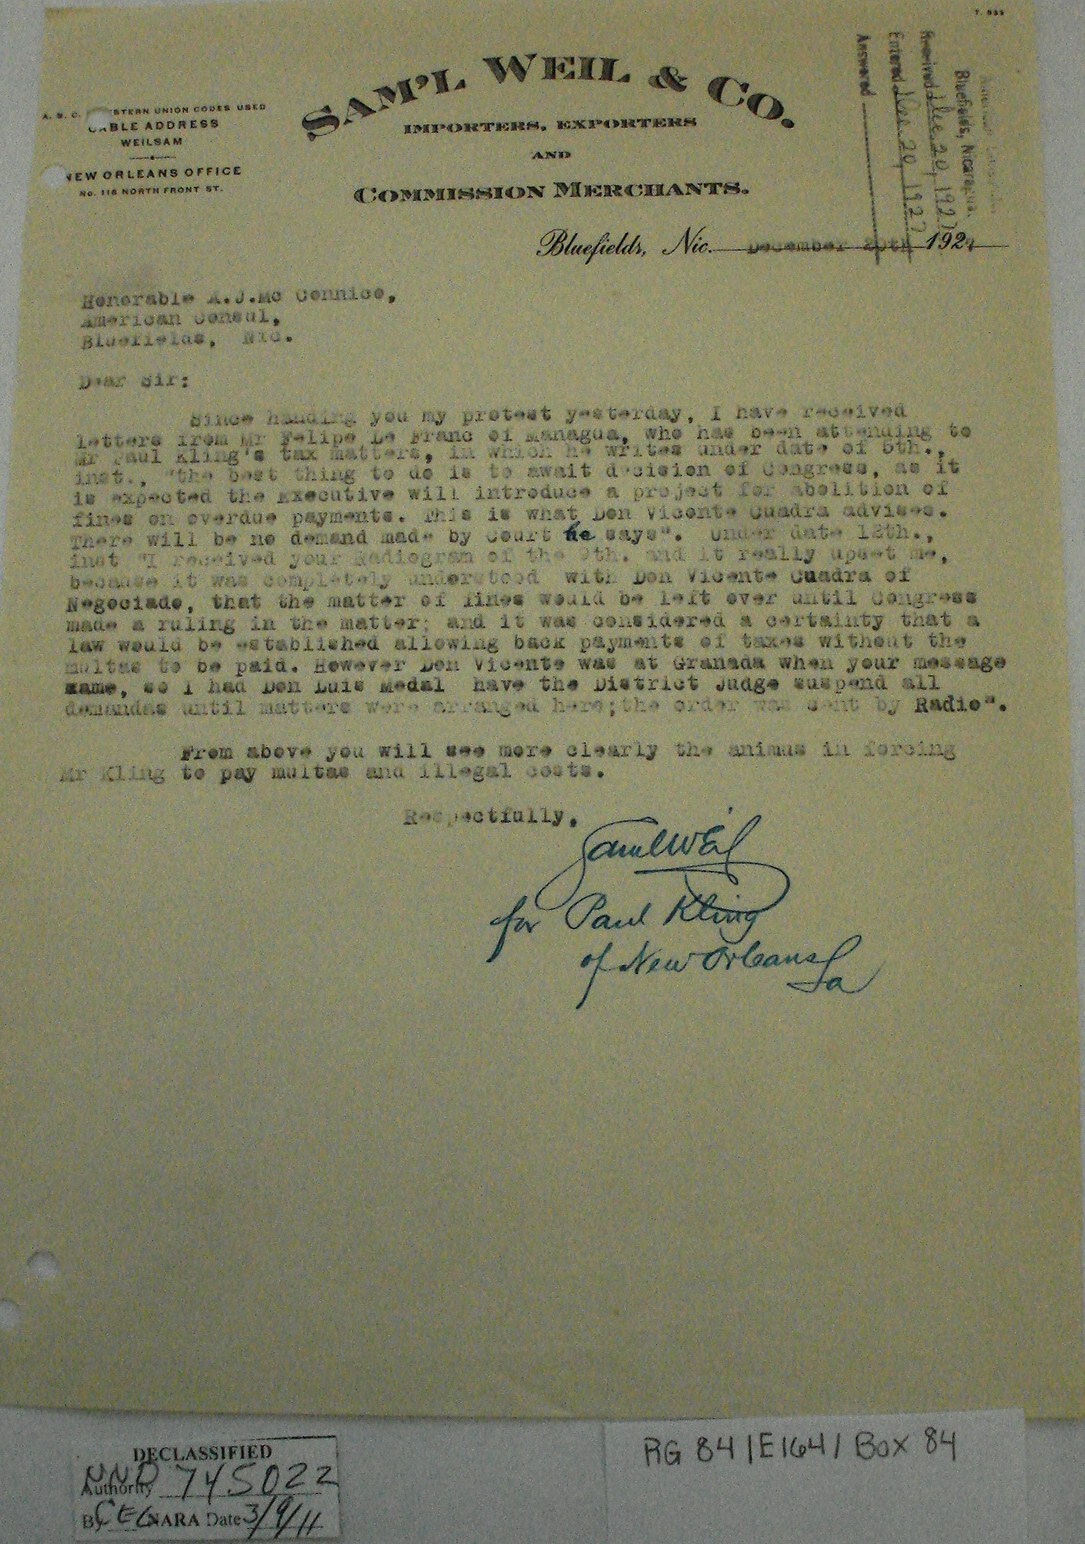 T. 933
SAM'L WEIL & CO.
IMPORTERS, EXPORTERS
AND
COMMISSION MERCHANTS.
A. B. C. STERN UNION CODES USED
CABLE ADDRESS
WEILSAM
NEW ORLEANS OFFICE
No. 118 NORTH FRONT ST.
Bluefields, Nicaragua.
Received Dec 20, 1927
Entered Dec 20, 1927
Answered
Bluefields, Nic. December 20th 192
Honorable A.J.Mc Connico,
American Consul,
Bluefields, Nic.
Dear Sir:
Since handing you my protest yesterday, I have received
letters from Mr Felipe Le Franc of Managua, who has been attending to
Mr Paul Kling's tax matters, in which he writes under date of 5th.,
inst., "the best thing to do is to await decision of Congress, as it
is expected the Executive will introduce a project for abolition of
fines on overdue payments. This is what Don Vicente Cuadra advises.
There will be no demand made by court he says". Under date 12th.,
inst "I received your Radiogram of the 9th. and it really upset me,
because it was completely understood with Don Vicente Cuadra of
Negociado, that the matter of fines would be left over until Congress
made a ruling in the matter; and it was considered a certainty that a
law would be established allowing back payments of taxes without the
multas to be paid. However Don Vicente was at Granada when your message
came, so I had Don Luis Medal have the District Judge suspend all
demandas until matters were arranged here;the order was sent by Radio".
From above you will see more clearly the animus in forcing
Mr Kling to pay multas and illegal costs.
Respectfully,
Saml Weil
for Paul Kling
of New Orleans
La
DECLASSIFIED
Authority NND 745022
By CEG NARA Date 3/9/11
RG 84/E164/ Box 84